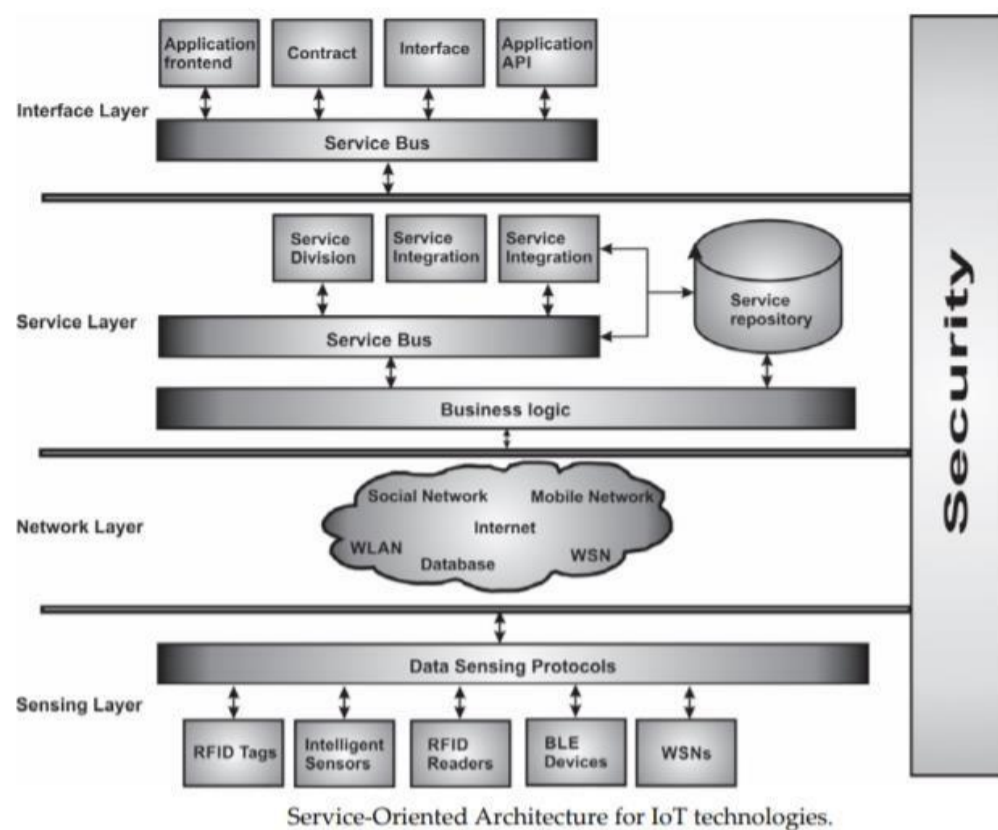 Application
frontend
Contract
Interface
Application
API
Interface Layer
Service Bus
Service
Division
Service
Integration
Service
Integration
Service
repository
Service Layer
Service Bus
Business logic
Social Network
Mobile Network
Internet
Network Layer
WLAN
Database
WSN
Data Sensing Protocols
Sensing Layer
RFID Tags
Intelligent
Sensors
RFID
Readers
BLE
Devices
WSNs
Security
Service-Oriented Architecture for IoT technologies.